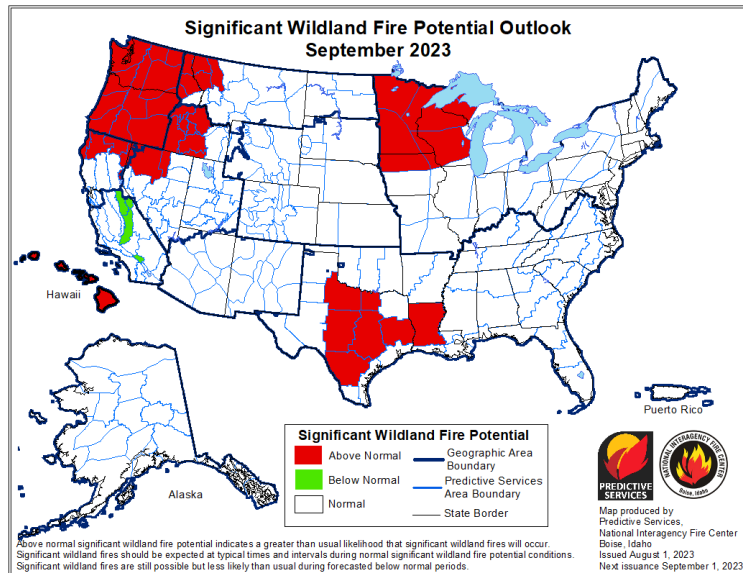 Significant Wildland Fire Potential Outlook
September 2023
Hawaii
Alaska
Puerto Rico
Significant Wildland Fire Potential
Above Normal
Below Normal
Normal
Geographic Area
Boundary
Predictive Services
Area Boundary
State Border
PREDICTIVE
SERVICES
NATIONAL INTERAGENCY FIRE CENTER
Boise, Idaho
Map produced by
Predictive Services,
National Interagency Fire Center
Boise, Idaho
Issued August 1, 2023
Next issuance September 1, 2023
Above normal significant wildland fire potential indicates a greater than usual likelihood that significant wildland fires will occur.
Significant wildland fires should be expected at typical times and intervals during normal significant wildland fire potential conditions.
Significant wildland fires are still possible but less likely than usual during forecasted below normal periods.